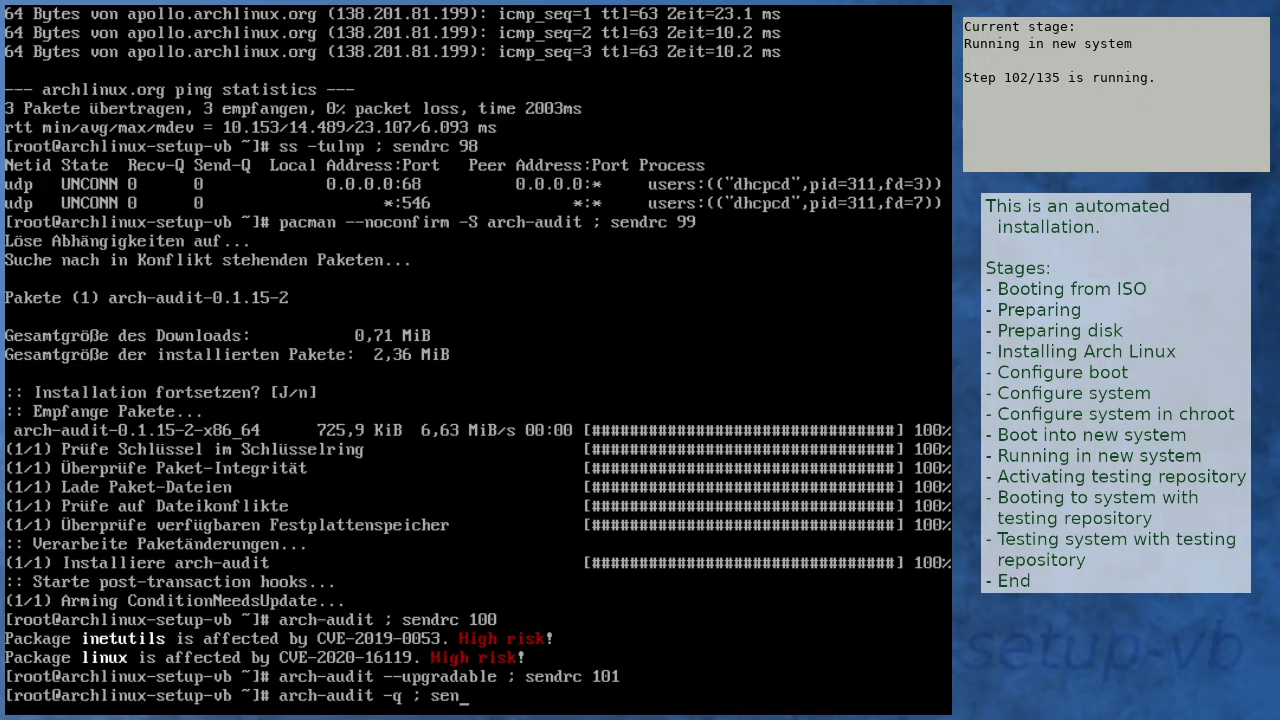 64 Bytes von apollo.archlinux.org (138.201.81.199): icmp_seq=1 ttl=63 Zeit=23.1 ms
64 Bytes von apollo.archlinux.org (138.201.81.199): icmp_seq=2 ttl=63 Zeit=10.2 ms
64 Bytes von apollo.archlinux.org (138.201.81.199): icmp_seq=3 ttl=63 Zeit=10.2 ms
--- archlinux.org ping statistics ---
3 Pakete übertragen, 3 empfangen, 0% packet loss, time 2003ms
rtt min/avg/max/mdev = 10.153/14.489/23.107/6.093 ms
[root@archlinux-setup-vb ~]# ss -tulnp ; sendrc 98
Netid State  Recv-Q Send-Q  Local Address:Port   Peer Address:Port Process
udp   UNCONN 0      0             0.0.0.0:68          0.0.0.0:*     users:(("dhcpcd",pid=311,fd=3))
udp   UNCONN 0      0                   *:546               *:*     users:(("dhcpcd",pid=311,fd=7))
[root@archlinux-setup-vb ~]# pacman --noconfirm -S arch-audit ; sendrc 99
Löse Abhängigkeiten auf...
Suche nach in Konflikt stehenden Paketen...
Pakete (1) arch-audit-0.1.15-2
Gesamtgröße des Downloads:           0,71 MiB
Gesamtgröße der installierten Pakete:  2,36 MiB
:: Installation fortsetzen? [J/n]
:: Empfange Pakete...
arch-audit-0.1.15-2-x86_64      725,9 KiB  6,63 MiB/s 00:00 [################################] 100%
(1/1) Prüfe Schlüssel im Schlüsselring                       [################################] 100%
(1/1) Überprüfe Paket-Integrität                             [################################] 100%
(1/1) Lade Paket-Dateien                                     [################################] 100%
(1/1) Prüfe auf Dateikonflikte                               [################################] 100%
(1/1) Überprüfe verfügbaren Festplattenspeicher              [################################] 100%
:: Verarbeite Paketänderungen...
(1/1) Installiere arch-audit                                 [################################] 100%
:: Starte post-transaction hooks...
(1/1) Arming ConditionNeedsUpdate...
[root@archlinux-setup-vb ~]# arch-audit ; sendrc 100
Package inetutils is affected by CVE-2019-0053. High risk!
Package linux is affected by CVE-2020-16119. High risk!
[root@archlinux-setup-vb ~]# arch-audit --upgradable ; sendrc 101
[root@archlinux-setup-vb ~]# arch-audit -q ; sen_
Current stage:
Running in new system
Step 102/135 is running.
This is an automated
installation.
Stages:
- Booting from ISO
- Preparing
- Preparing disk
- Installing Arch Linux
- Configure boot
- Configure system
- Configure system in chroot
- Boot into new system
- Running in new system
- Activating testing repository
- Booting to system with
testing repository
- Testing system with testing
repository
- End
setup-vb